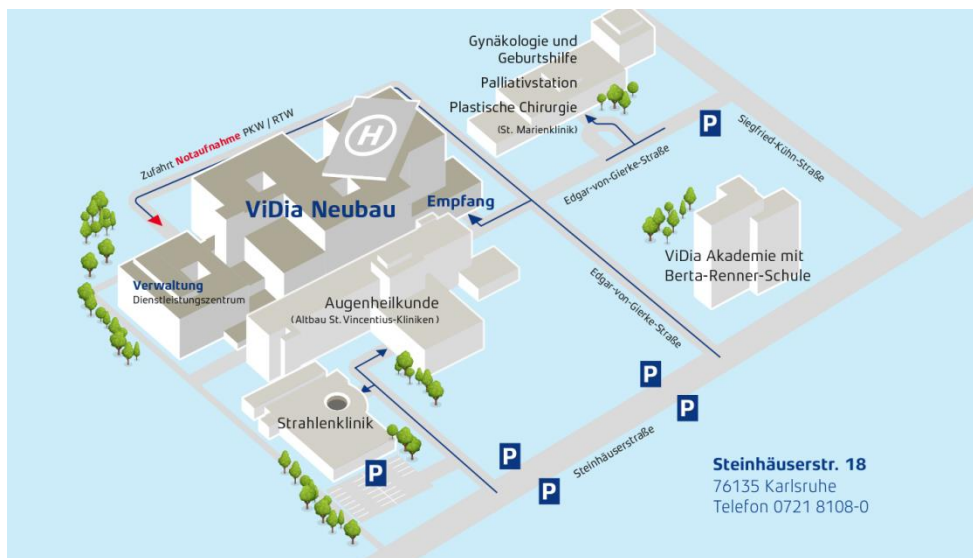 Gynäkologie und
Geburtshilfe
Palliativstation
Plastische Chirurgie
(St. Marienklinik)
P
Siegfried-Kühn-Straße
Zufahrt Notaufnahme PKW / RTW
H
Edgar-von-Gierke-Straße
ViDia Neubau
Empfang
ViDia Akademie mit
Berta-Renner-Schule
Verwaltung
Dienstleistungszentrum
Augenheilkunde
(Altbau St. Vincentius-Kliniken)
Edgar-von-Gierke-Straße
P
P
Strahlenklinik
Steinhäuserstraße
P
P
P
Steinhäuserstr. 18
76135 Karlsruhe
Telefon 0721 8108-0